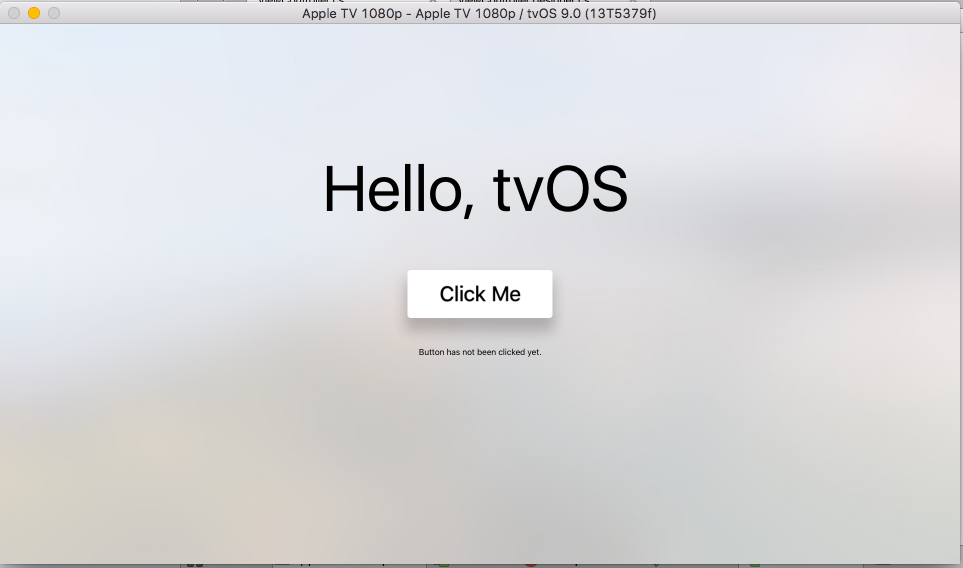 Apple TV 1080p - Apple TV 1080p / tvOS 9.0 (13T5379f)
Hello, tvOS
Click Me
Button has not been clicked yet.